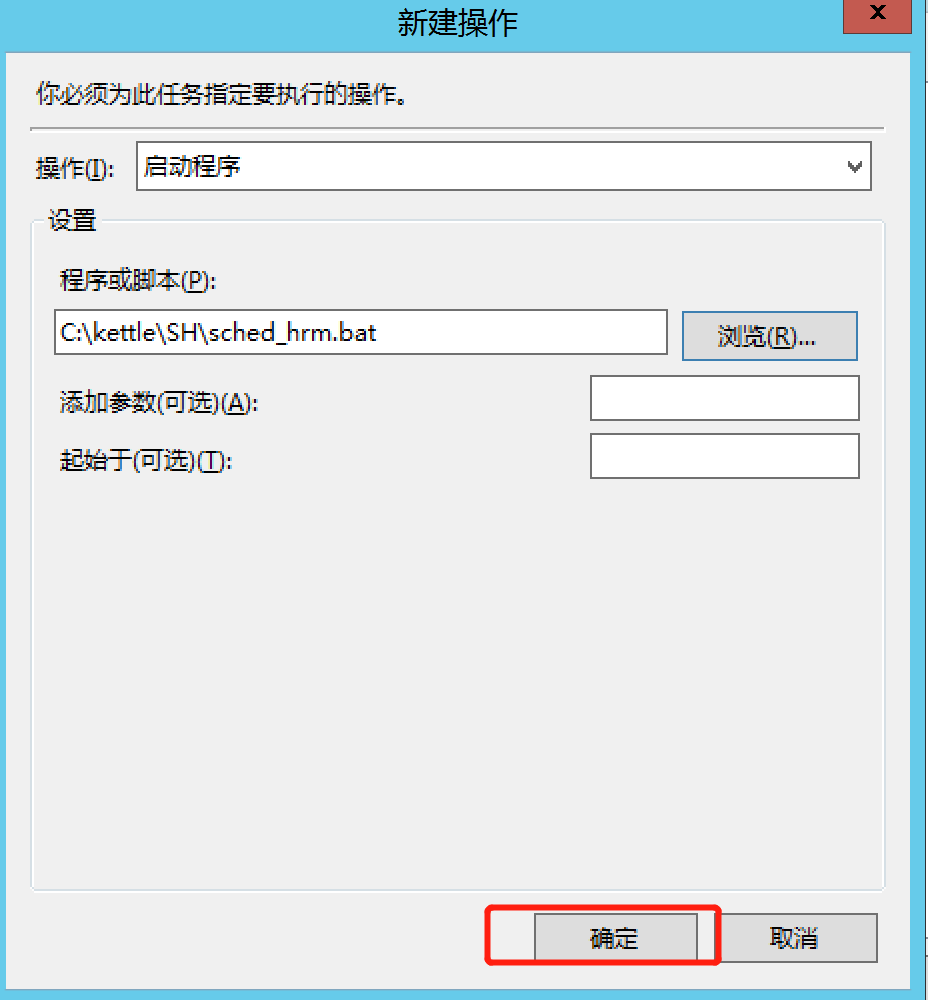 新建操作
x
你必须为此任务指定要执行的操作。
操作(I): 启动程序
设置
程序或脚本(P):
C:\kettle\SH\sched_hrm.bat 浏览(R)...
添加参数(可选)(A):
起始于(可选)(T):
确定 取消